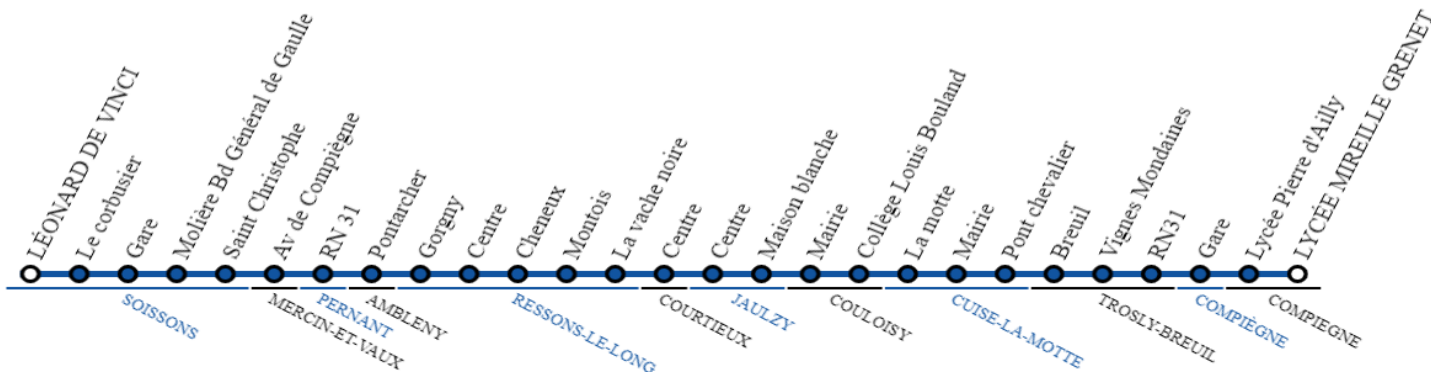 LÉONARD DE VINCI
Le corbusier
Gare
Molière Bd Général de Gaulle
Saint Christophe
Av de Compiègne
RN 31
Pontarcher
Gorgny
Centre
Cheneux
Montois
La vache noire
Centre
Centre
Maison blanche
Mairie
Collège Louis Bouland
La motte
Mairie
Pont chevalier
Breuil
Vignes Mondaines
RN31
Gare
Lycée Pierre d'Ailly
LYCÉE MIREILLE GRENET
SOISSONS
MERCIN-ET-VAUX
PERNANT
AMBLENY
RESSONS-LE-LONG
COURTIEUX
JAULZY
COULOISY
CUISE-LA-MOTTE
TROSLY-BREUIL
COMPIÈGNE
COMPIEGNE